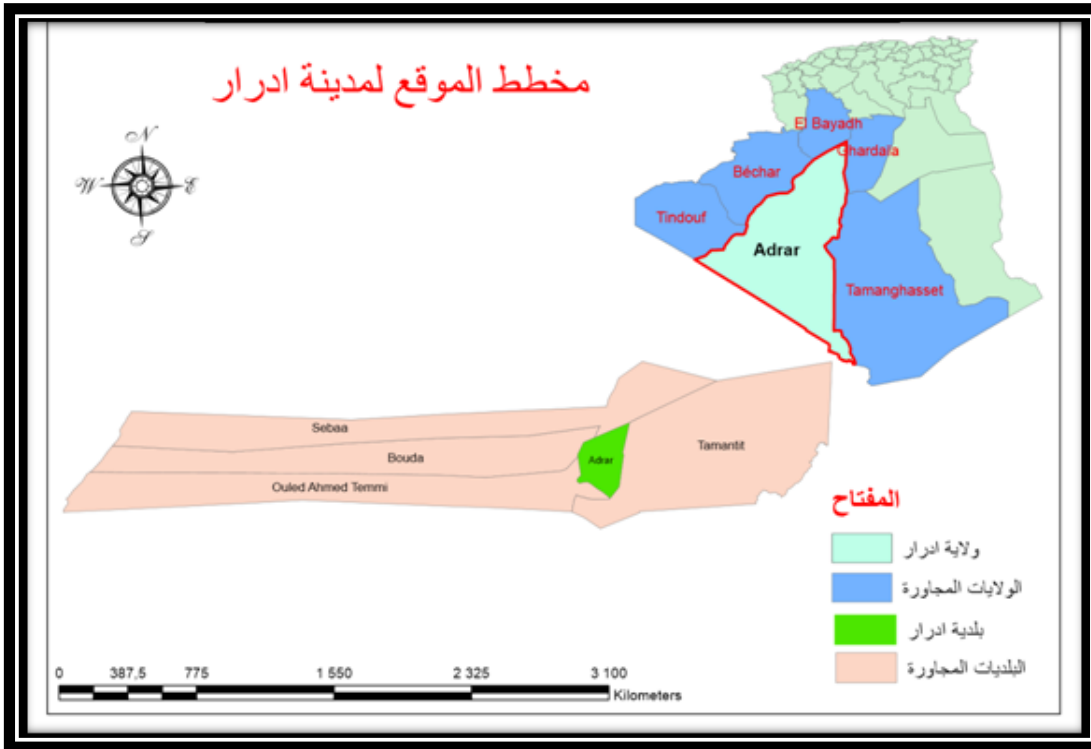 مخطط الموقع لمدينة ادرار
N
W
E
S
El Bayadh
Ghardaïa
Béchar
Tindouf
Adrar
Tamanghasset
Sebaa
Bouda
Adrar
Tamantit
Ouled Ahmed Temmi
المفتاح
ولاية ادرار
الولايات المجاورة
بلدية ادرار
البلديات المجاورة
0 387,5 775 1 550 2 325 3 100
Kilometers